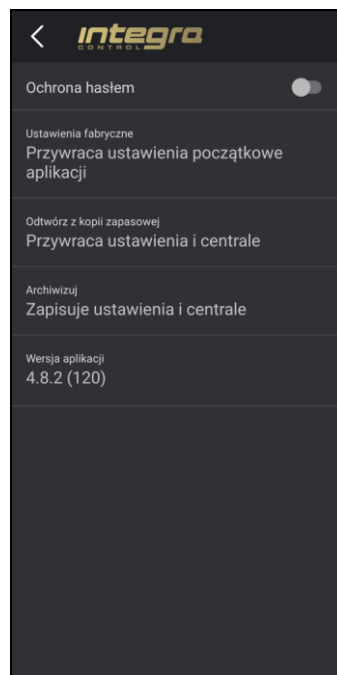 integra
CONTROL
Ochrona hasłem
Ustawienia fabryczne
Przywraca ustawienia początkowe
aplikacji
Odtwórz z kopii zapasowej
Przywraca ustawienia i centrale
Archiwizuj
Zapisuje ustawienia i centrale
Wersja aplikacji
4.8.2 (120)